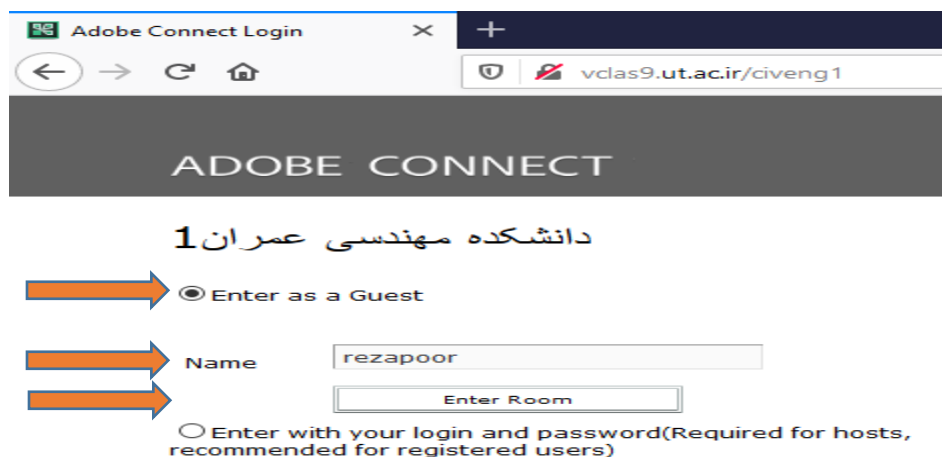 Adobe Connect Login
vclas9.ut.ac.ir/civeng1
ADOBE CONNECT
دانشکده مهندسی عمران1
Enter as a Guest
Name rezapoor
Enter Room
Enter with your login and password(Required for hosts,
recommended for registered users)